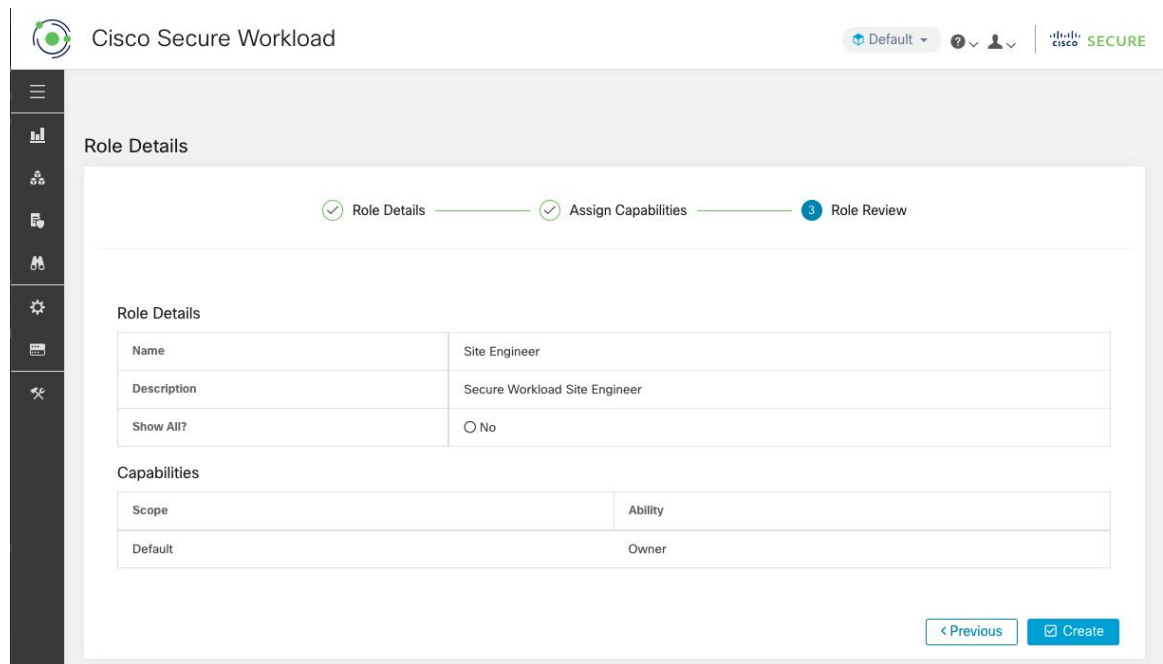 Cisco Secure Workload
Default
cisco SECURE
Role Details
Role Details
Assign Capabilities
3 Role Review
Role Details
Name Site Engineer
Description Secure Workload Site Engineer
Show All? No
Capabilities
Scope Ability
Default Owner
Previous Create